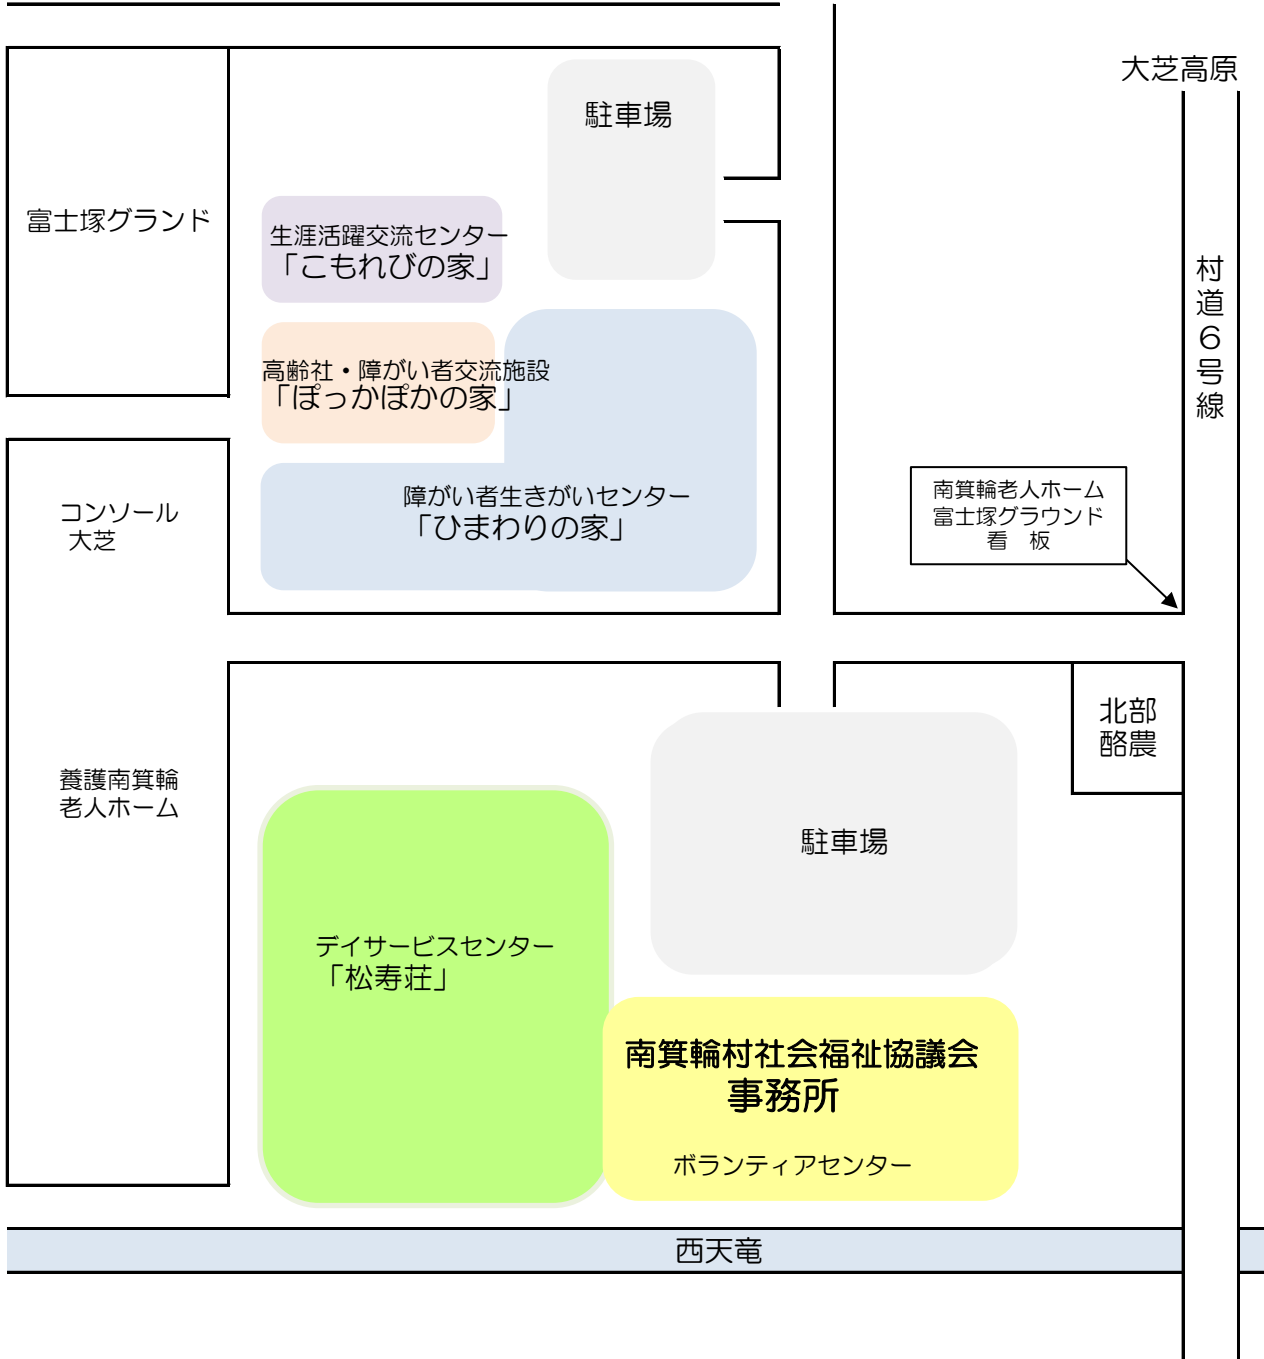 大芝高原
駐車場
富士塚グランド
生涯活躍交流センター
「こもれびの家」
村道６号線
高齢社・障がい者交流施設
「ぽっかぽかの家」
障がい者生きがいセンター
「ひまわりの家」
コンソール
大芝
南箕輪老人ホーム
富士塚グラウンド
看　板
北部
酪農
養護南箕輪
老人ホーム
駐車場
デイサービスセンター
「松寿荘」
南箕輪村社会福祉協議会
事務所
ボランティアセンター
西天竜